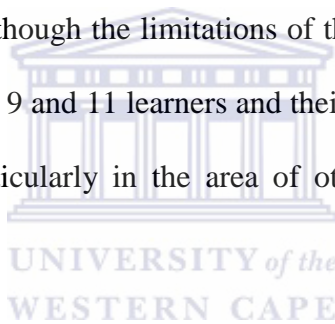 though the limitations of th
9 and 11 learners and their
icularly in the area of ot
UNIVERSITY of the
WESTERN CAPE